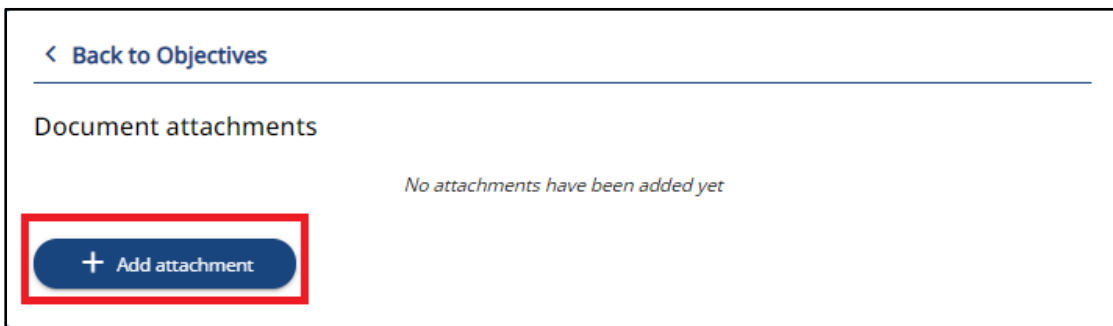 Back to Objectives
Document attachments
No attachments have been added yet
+ Add attachment